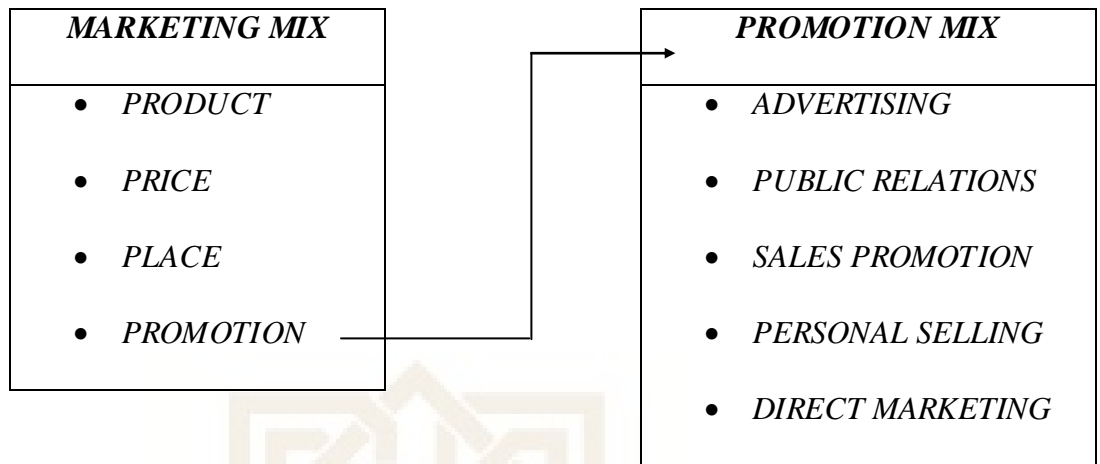 MARKETING MIX
• PRODUCT
• PRICE
• PLACE
• PROMOTION
PROMOTION MIX
• ADVERTISING
• PUBLIC RELATIONS
• SALES PROMOTION
• PERSONAL SELLING
• DIRECT MARKETING